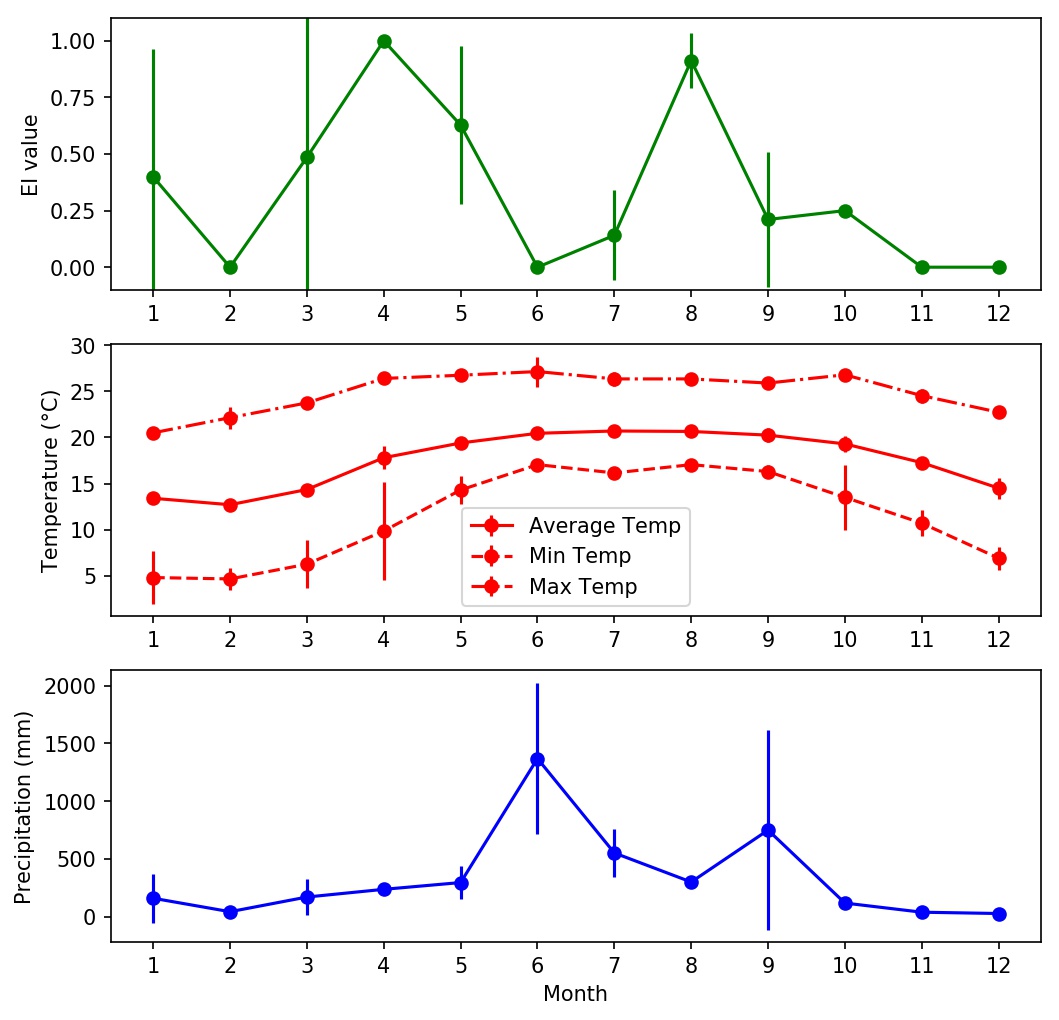 EI value
1.00
0.75
0.50
0.25
0.00
1 2 3 4 5 6 7 8 9 10 11 12
Temperature (°C)
30
25
20
15
10
5
Average Temp
Min Temp
Max Temp
1 2 3 4 5 6 7 8 9 10 11 12
Precipitation (mm)
2000
1500
1000
500
0
1 2 3 4 5 6 7 8 9 10 11 12
Month